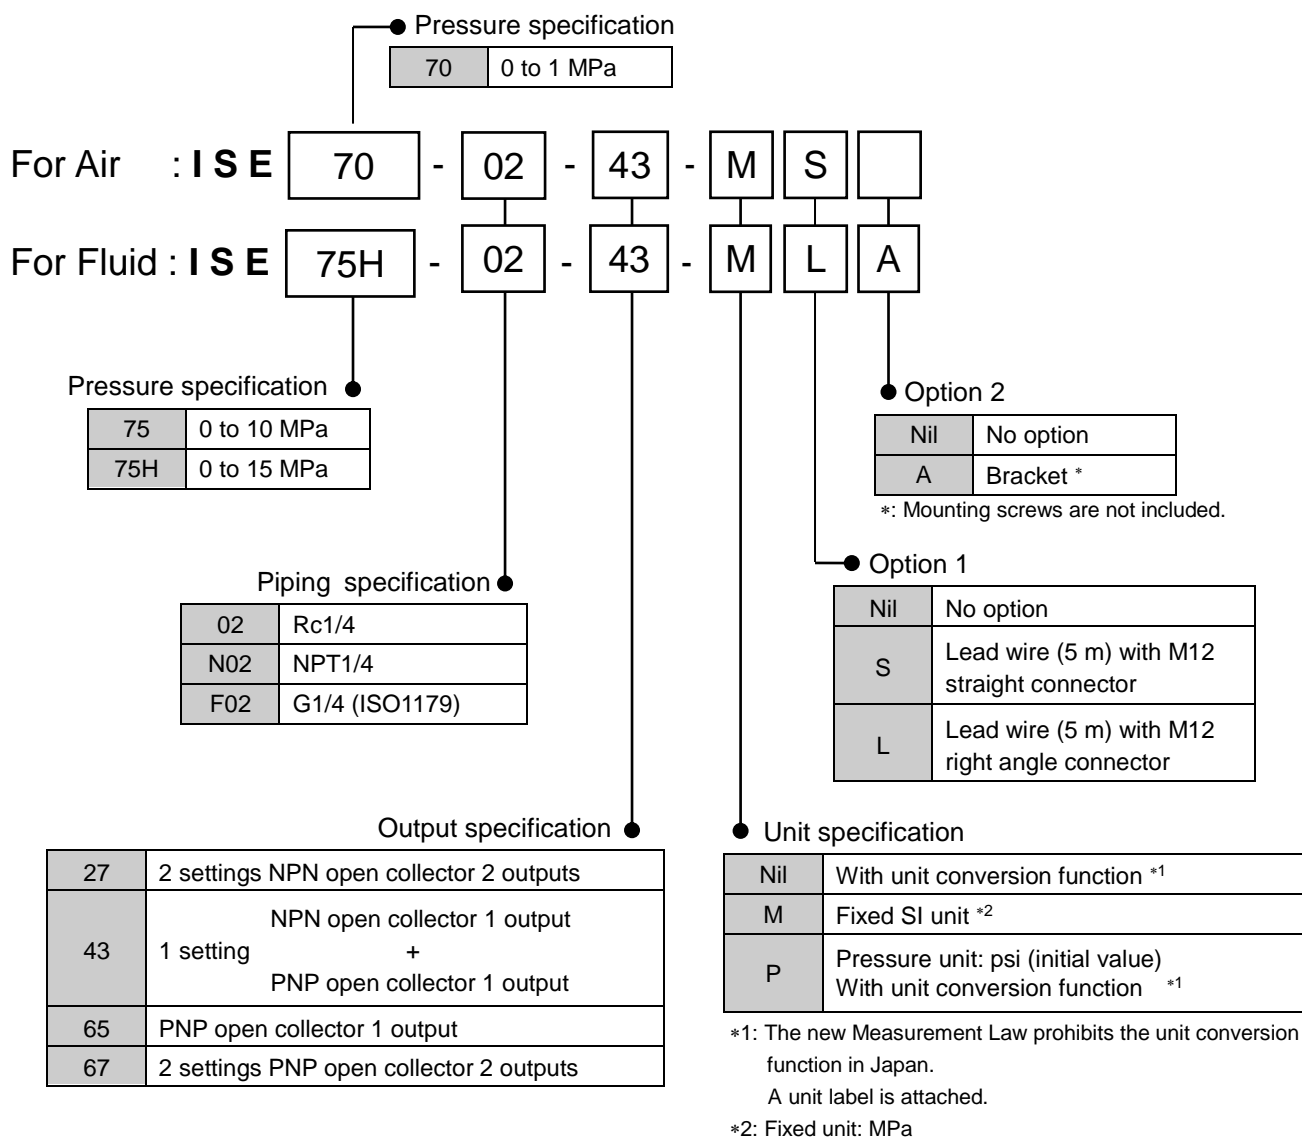 Pressure specification
70 0 to 1 MPa
For Air : I S E 70 - 02 - 43 - M S
For Fluid : I S E 75H - 02 - 43 - M L A
Pressure specification
75 0 to 10 MPa
75H 0 to 15 MPa
Option 2
Nil No option
A Bracket *
*: Mounting screws are not included.
Option 1
Nil No option
S Lead wire (5 m) with M12
straight connector
L Lead wire (5 m) with M12
right angle connector
Piping specification
02 Rc1/4
N02 NPT1/4
F02 G1/4 (ISO1179)
Output specification
27 2 settings NPN open collector 2 outputs
NPN open collector 1 output
43 1 setting +
PNP open collector 1 output
65 PNP open collector 1 output
67 2 settings PNP open collector 2 outputs
Unit specification
Nil With unit conversion function *1
M Fixed SI unit *2
P Pressure unit: psi (initial value)
With unit conversion function *1
*1: The new Measurement Law prohibits the unit conversion
function in Japan.
A unit label is attached.
*2: Fixed unit: MPa